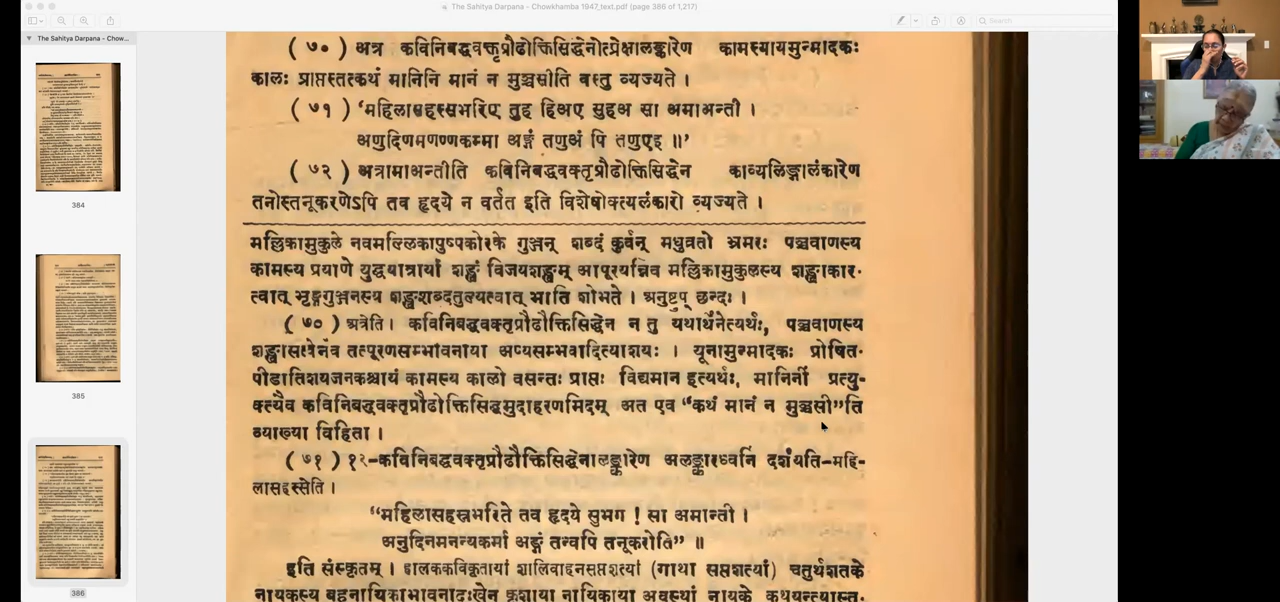 The Sahitya Darpana - Chowkhamba 1947_text.pdf (page 386 of 1,217)
Search
The Sahitya Darpana - Chow...
384
385
386
( ७० ) अत्र कविनिबद्धवक्तृप्रौढोक्तिसिद्धेनोत्प्रेक्षालङ्कारेण कामस्यायमुन्मादकः
कालः प्राप्तस्तत्कथं मानिनि मानं न मुञ्चसीति वस्तु व्यज्यते ।
( ७१ ) 'महिलासहस्सभरिए तुह हिअए सुहअ सा अमाअन्ती ।
अणुदिणमणण्णकम्मा अङ्गं तणुअं पि तणुएइ ॥'
( ७२ ) अत्रामाअन्तीति कविनिबद्धवक्तृप्रौढोक्तिसिद्धेन काव्यलिङ्गालंकारेण
तनोस्तनूकरणेऽपि तव हृदये न वर्तत इति विशेषोक्त्यलंकारो व्यज्यते ।
मल्लिकामुकुले नवमल्लिकापुष्पकोरके गुञ्जन् शब्दं कुर्वन् मधुव्रतो भ्रमरः पञ्चबाणस्य
कामस्य प्रयाणे युद्धयात्रायां शङ्खं विजयशङ्खम् आपूरयन्निव मल्लिकामुकुलस्य शङ्खाकार-
त्वात् भृङ्गगुञ्जनस्य शङ्खशब्दतुल्यत्वात् भाति शोभते । अनुष्टुप् छन्दः ।
( ७० ) अत्रेति । कविनिबद्धवक्तृप्रौढौक्तिसिद्धेन न तु यथार्थेनेत्यर्थः, पञ्चबाणस्य
तत्पूरणसम्भावनाया अप्यसम्भवादित्याशयः । यूनामुन्मादकः प्रोषित-
पीडातिशयजनकश्चायं कामस्य कालो वसन्तः प्राप्तः विद्यमान इत्यर्थः, मानिनीं प्रत्यु-
क्त्यैव कविनिबद्धवक्तृप्रौढोक्तिसिद्धमुदाहरणमिदम् अत एव “कथं मानं न मुञ्चसी”ति
व्याख्या विहिता ।
( ७१ ) १२-कविनिबद्धवक्तृप्रौढौक्तिसिद्धेनालङ्कारेण अलङ्कारध्वनिं दर्शयति-महि-
लासहस्सेति ।
“महिलासहस्रभरिते तव हृदये सुभग ! सा अमान्ती ।
अनुदिनमनन्यकर्मा अङ्गं तन्वपि तनूकरोति” ॥
इति संस्कृतम् । हालककविकृतायां शालिवाहनसप्तशत्यां (गाथा सप्तशत्यां) चतुर्थशतके
नायकस्य बहुनायिकाभावनादुःखेन कृशाया नायिकाया अवस्थां नायके कथयन्त्यास्त-